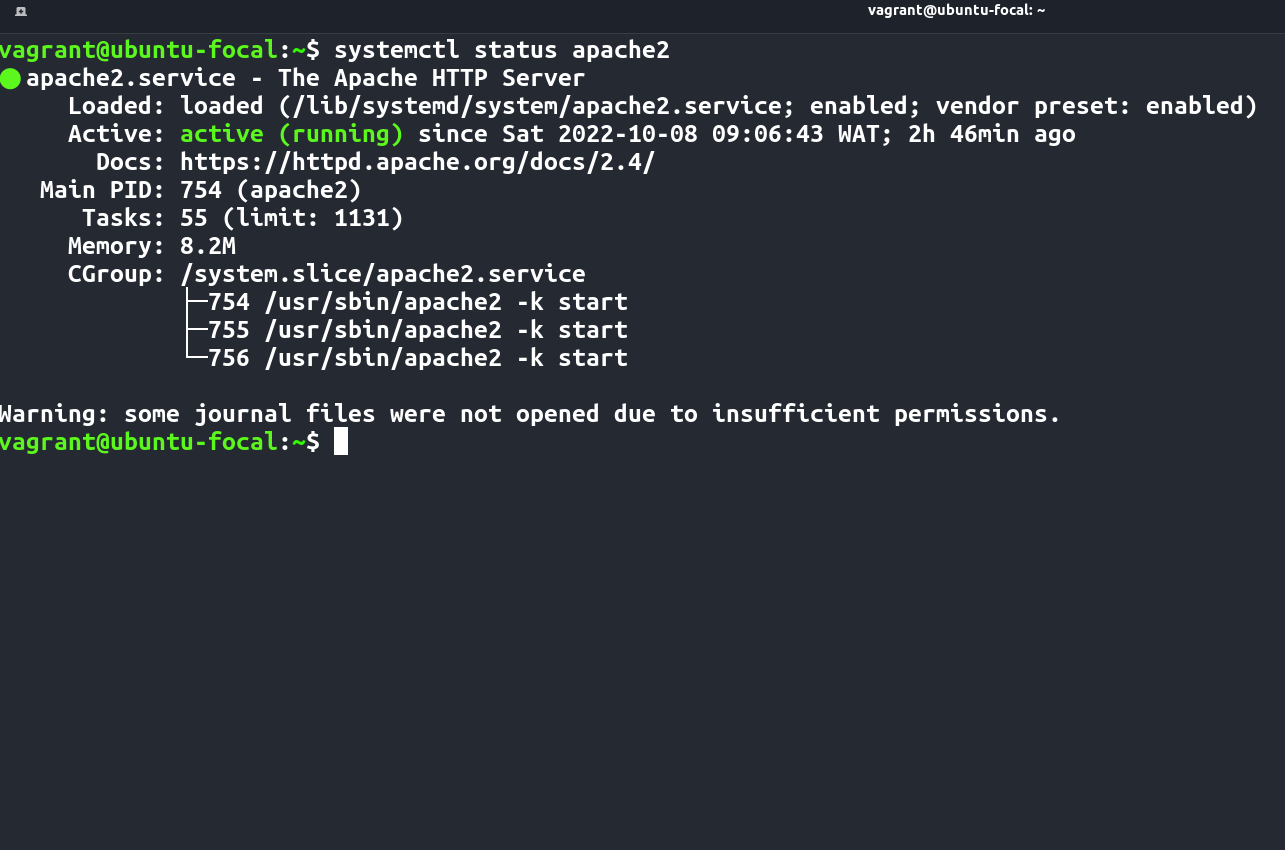 vagrant@ubuntu-focal: ~
vagrant@ubuntu-focal:~$ systemctl status apache2
● apache2.service - The Apache HTTP Server
     Loaded: loaded (/lib/systemd/system/apache2.service; enabled; vendor preset: enabled)
     Active: active (running) since Sat 2022-10-08 09:06:43 WAT; 2h 46min ago
       Docs: https://httpd.apache.org/docs/2.4/
   Main PID: 754 (apache2)
      Tasks: 55 (limit: 1131)
     Memory: 8.2M
     CGroup: /system.slice/apache2.service
             ├─754 /usr/sbin/apache2 -k start
             ├─755 /usr/sbin/apache2 -k start
             └─756 /usr/sbin/apache2 -k start
Warning: some journal files were not opened due to insufficient permissions.
vagrant@ubuntu-focal:~$